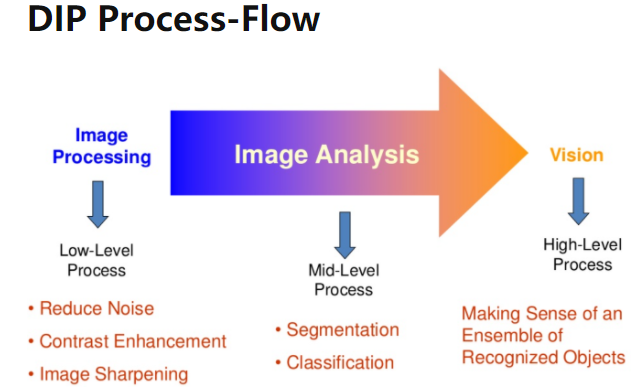 DIP Process-Flow
Image
Processing
Image Analysis
Vision
Low-Level
Process
Mid-Level
Process
High-Level
Process
• Reduce Noise
• Contrast Enhancement
• Image Sharpening
• Segmentation
• Classification
Making Sense of an
Ensemble of
Recognized Objects